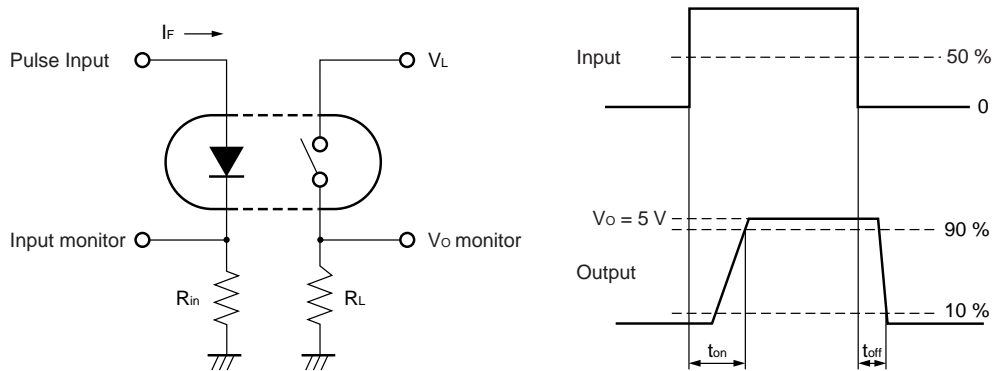 IF
Pulse Input
VL
Input monitor
VO monitor
Rin
RL
Input
50 %
0
VO = 5 V
90 %
Output
10 %
ton
toff